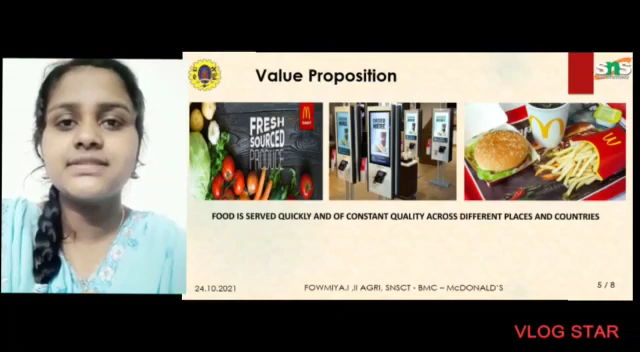 Value Proposition
sns
FRESH
SOURCED
PRODUCE
FOOD IS SERVED QUICKLY AND OF CONSTANT QUALITY ACROSS DIFFERENT PLACES AND COUNTRIES
24.10.2021
FOWMIYA.I ,II AGRI, SNSCT - BMC – McDONALD'S
5 / 8
VLOG STAR